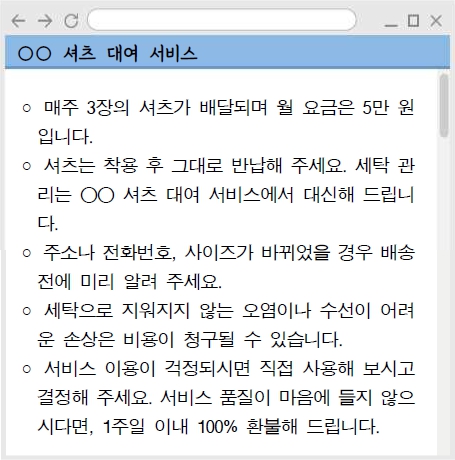 ○○ 셔츠 대여 서비스
○ 매주 3장의 셔츠가 배달되며 월 요금은 5만 원
입니다.
○ 셔츠는 착용 후 그대로 반납해 주세요. 세탁 관
리는 ○○ 셔츠 대여 서비스에서 대신해 드립니
다.
○ 주소나 전화번호, 사이즈가 바뀌었을 경우 배송
전에 미리 알려 주세요.
○ 세탁으로 지워지지 않는 오염이나 수선이 어려
운 손상은 비용이 청구될 수 있습니다.
○ 서비스 이용이 걱정되시면 직접 사용해 보시고
결정해 주세요. 서비스 품질이 마음에 들지 않으
시다면, 1주일 이내 100% 환불해 드립니다.